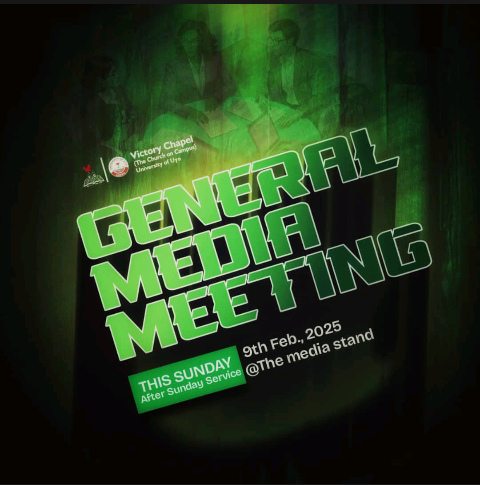 Victory Chapel
(The Church on Campus)
University of Uyo
GENERAL
MEDIA
MEETING
THIS SUNDAY
After Sunday Service
9th Feb., 2025
@The media stand